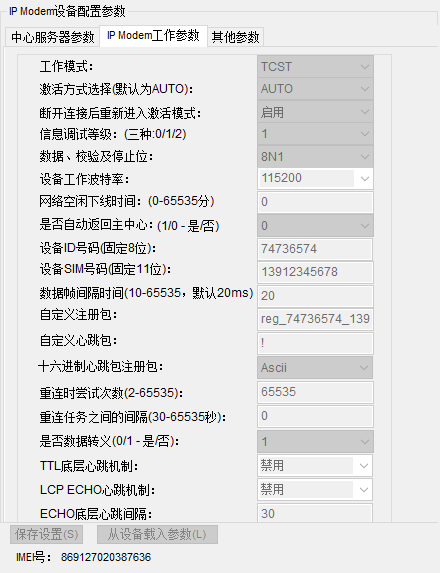 IP Modem设备配置参数
中心服务器参数 IP Modem工作参数 其他参数
工作模式: TCST
激活方式选择(默认为AUTO): AUTO
断开连接后重新进入激活模式: 启用
信息调试等级: (三种:0/1/2) 1
数据、校验及停止位: 8N1
设备工作波特率: 115200
网络空闲下线时间: (0-65535分) 0
是否自动返回主中心: (1/0 - 是/否) 0
设备ID号码(固定8位): 74736574
设备SIM号码(固定11位): 13912345678
数据帧间隔时间(10-65535，默认20ms) 20
自定义注册包: reg_74736574_139
自定义心跳包: !
十六进制心跳包注册包: Ascii
重连时尝试次数(2-65535): 65535
重连任务之间的间隔(30-65535秒): 0
是否数据转义(0/1 - 是/否): 1
TTL底层心跳机制: 禁用
LCP ECHO心跳机制: 禁用
ECHO底层心跳间隔: 30
保存设置(S) 从设备载入参数(L)
IMEI号: 869127020387636